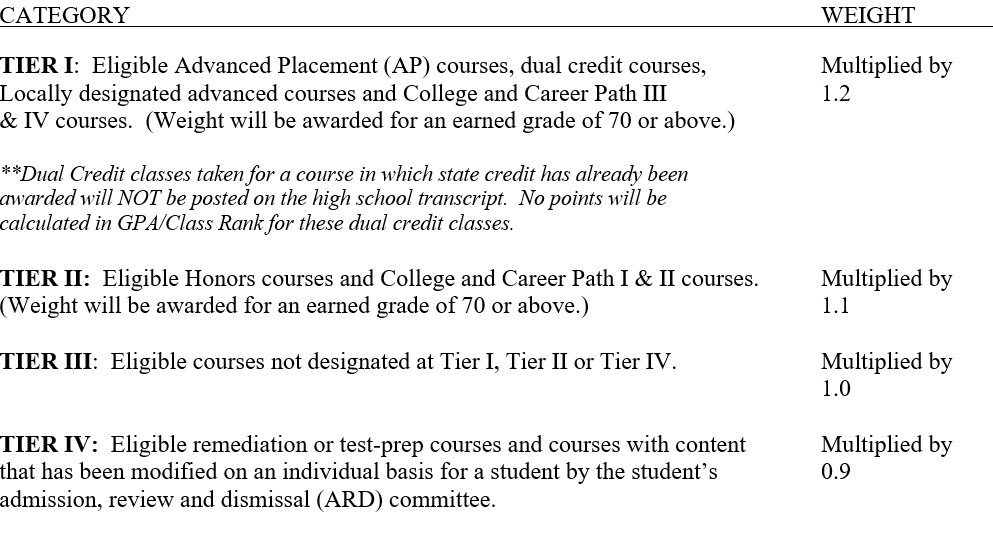 CATEGORY WEIGHT
TIER I:  Eligible Advanced Placement (AP) courses, dual credit courses, Multiplied by
Locally designated advanced courses and College and Career Path III 1.2
& IV courses.  (Weight will be awarded for an earned grade of 70 or above.)
**Dual Credit classes taken for a course in which state credit has already been
awarded will NOT be posted on the high school transcript.  No points will be
calculated in GPA/Class Rank for these dual credit classes.
TIER II:  Eligible Honors courses and College and Career Path I & II courses. Multiplied by
(Weight will be awarded for an earned grade of 70 or above.) 1.1
TIER III:  Eligible courses not designated at Tier I, Tier II or Tier IV. Multiplied by
1.0
TIER IV:  Eligible remediation or test-prep courses and courses with content Multiplied by
that has been modified on an individual basis for a student by the student’s 0.9
admission, review and dismissal (ARD) committee.